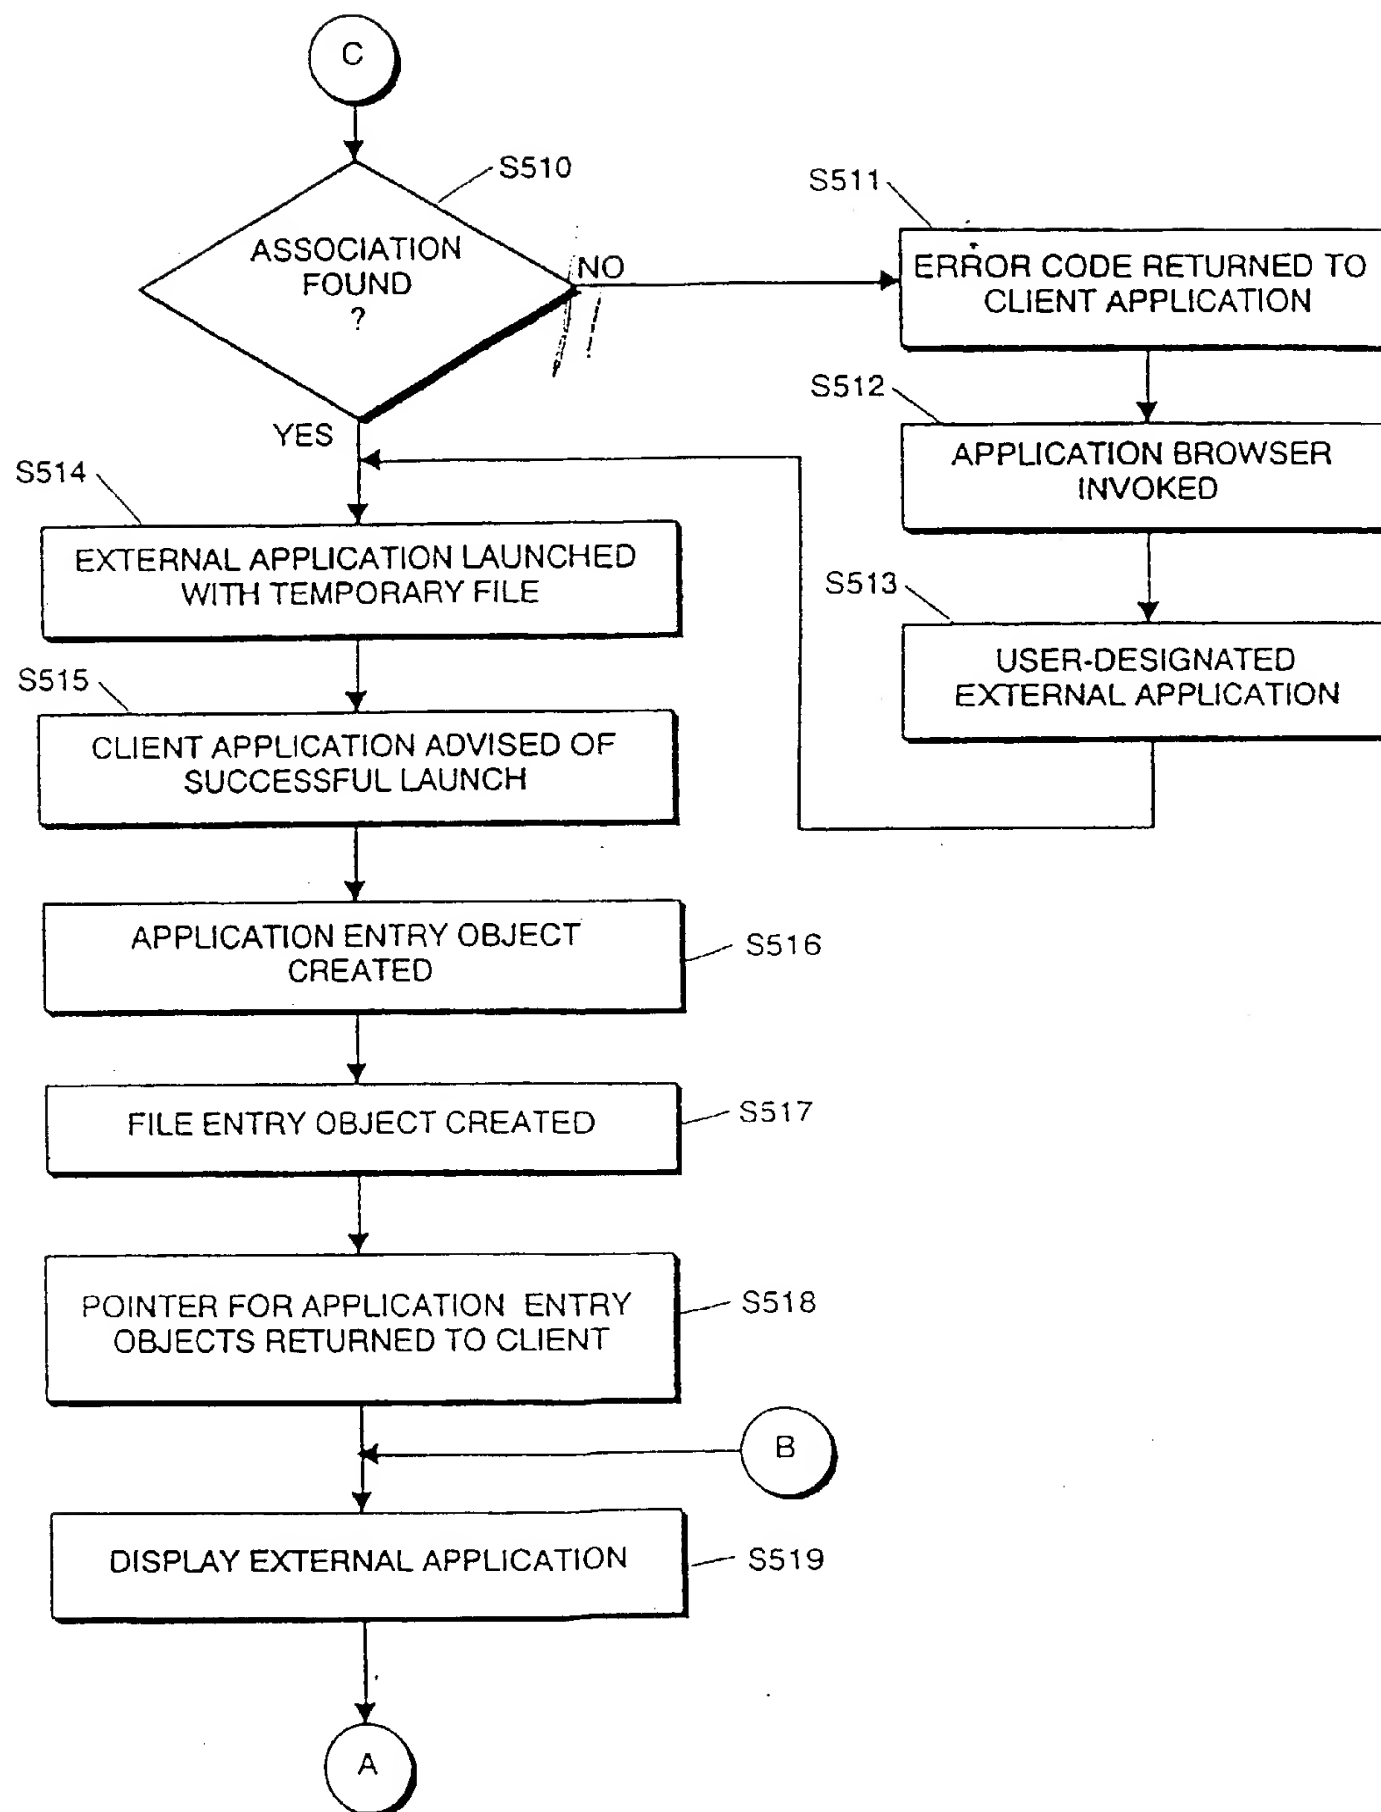 C
S510
ASSOCIATION
FOUND
?
NO
YES
S511
ERROR CODE RETURNED TO
CLIENT APPLICATION
S512
APPLICATION BROWSER
INVOKED
S513
USER-DESIGNATED
EXTERNAL APPLICATION
S514
EXTERNAL APPLICATION LAUNCHED
WITH TEMPORARY FILE
S515
CLIENT APPLICATION ADVISED OF
SUCCESSFUL LAUNCH
APPLICATION ENTRY OBJECT
CREATED
S516
FILE ENTRY OBJECT CREATED
S517
POINTER FOR APPLICATION ENTRY
OBJECTS RETURNED TO CLIENT
S518
B
DISPLAY EXTERNAL APPLICATION
S519
A